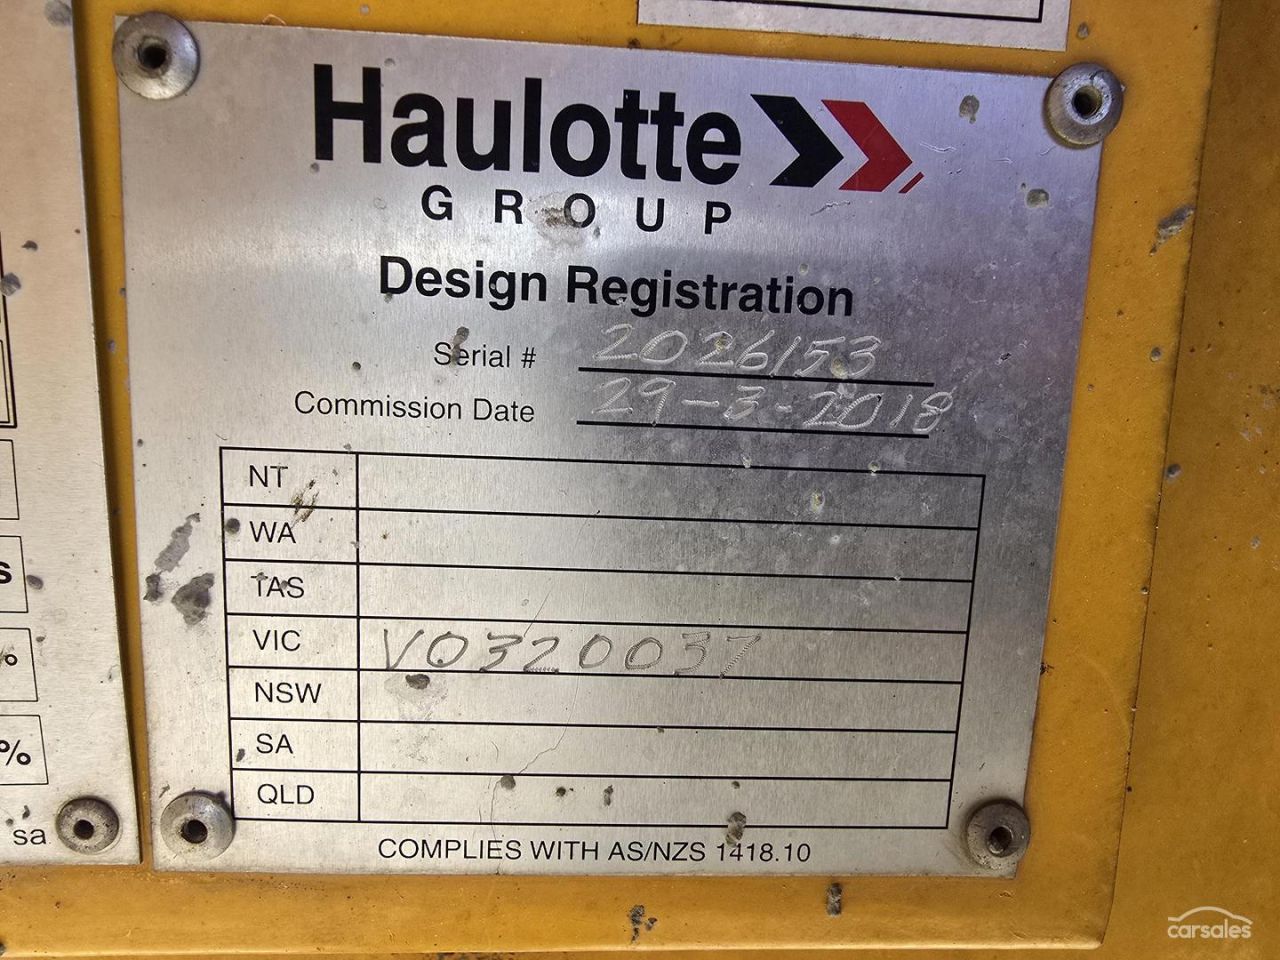 Haulotte
GROUP
Design Registration
Serial # 2026153
Commission Date 29-3-2018
NT
WA
TAS
VIC V0320037
NSW
SA
QLD
COMPLIES WITH AS/NZS 1418.10
S
%
%
sa
carsales